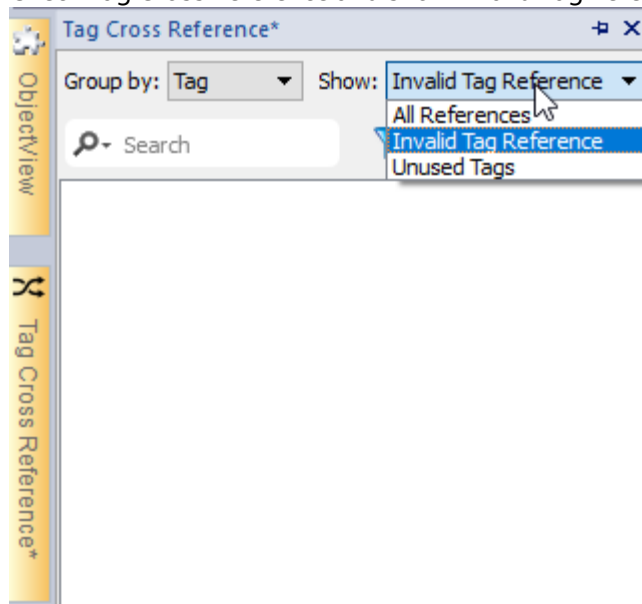 Tag Cross Reference*
Group by: Tag Show: Invalid Tag Reference
All References
Search
Invalid Tag Reference
Unused Tags
ObjectView
Tag Cross Reference*